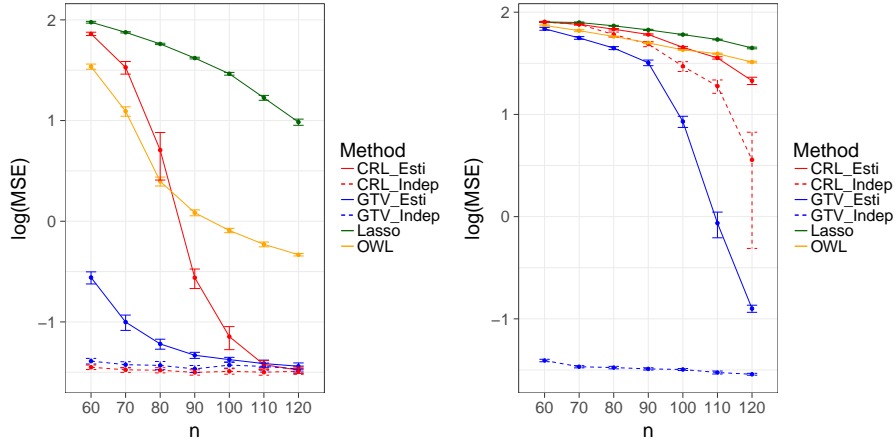 2
1
0
−1
log(MSE)
60 70 80 90 100 110 120
n
Method
CRL_Esti
CRL_Indep
GTV_Esti
GTV_Indep
Lasso
OWL
2
1
0
−1
log(MSE)
60 70 80 90 100 110 120
n
Method
CRL_Esti
CRL_Indep
GTV_Esti
GTV_Indep
Lasso
OWL